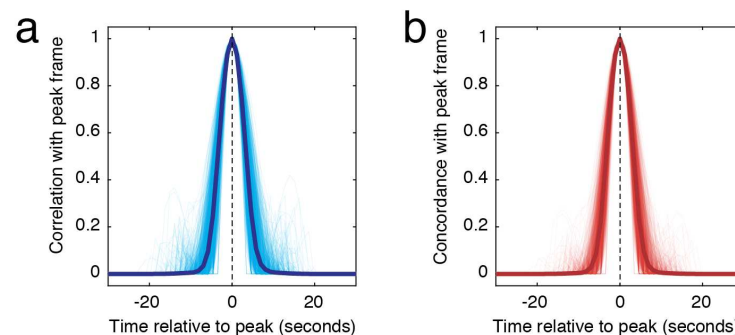 a
Correlation with peak frame
1
0.8
0.6
0.4
0.2
0
-20 0 20
Time relative to peak (seconds)
b
Concordance with peak frame
1
0.8
0.6
0.4
0.2
0
-20 0 20
Time relative to peak (seconds)